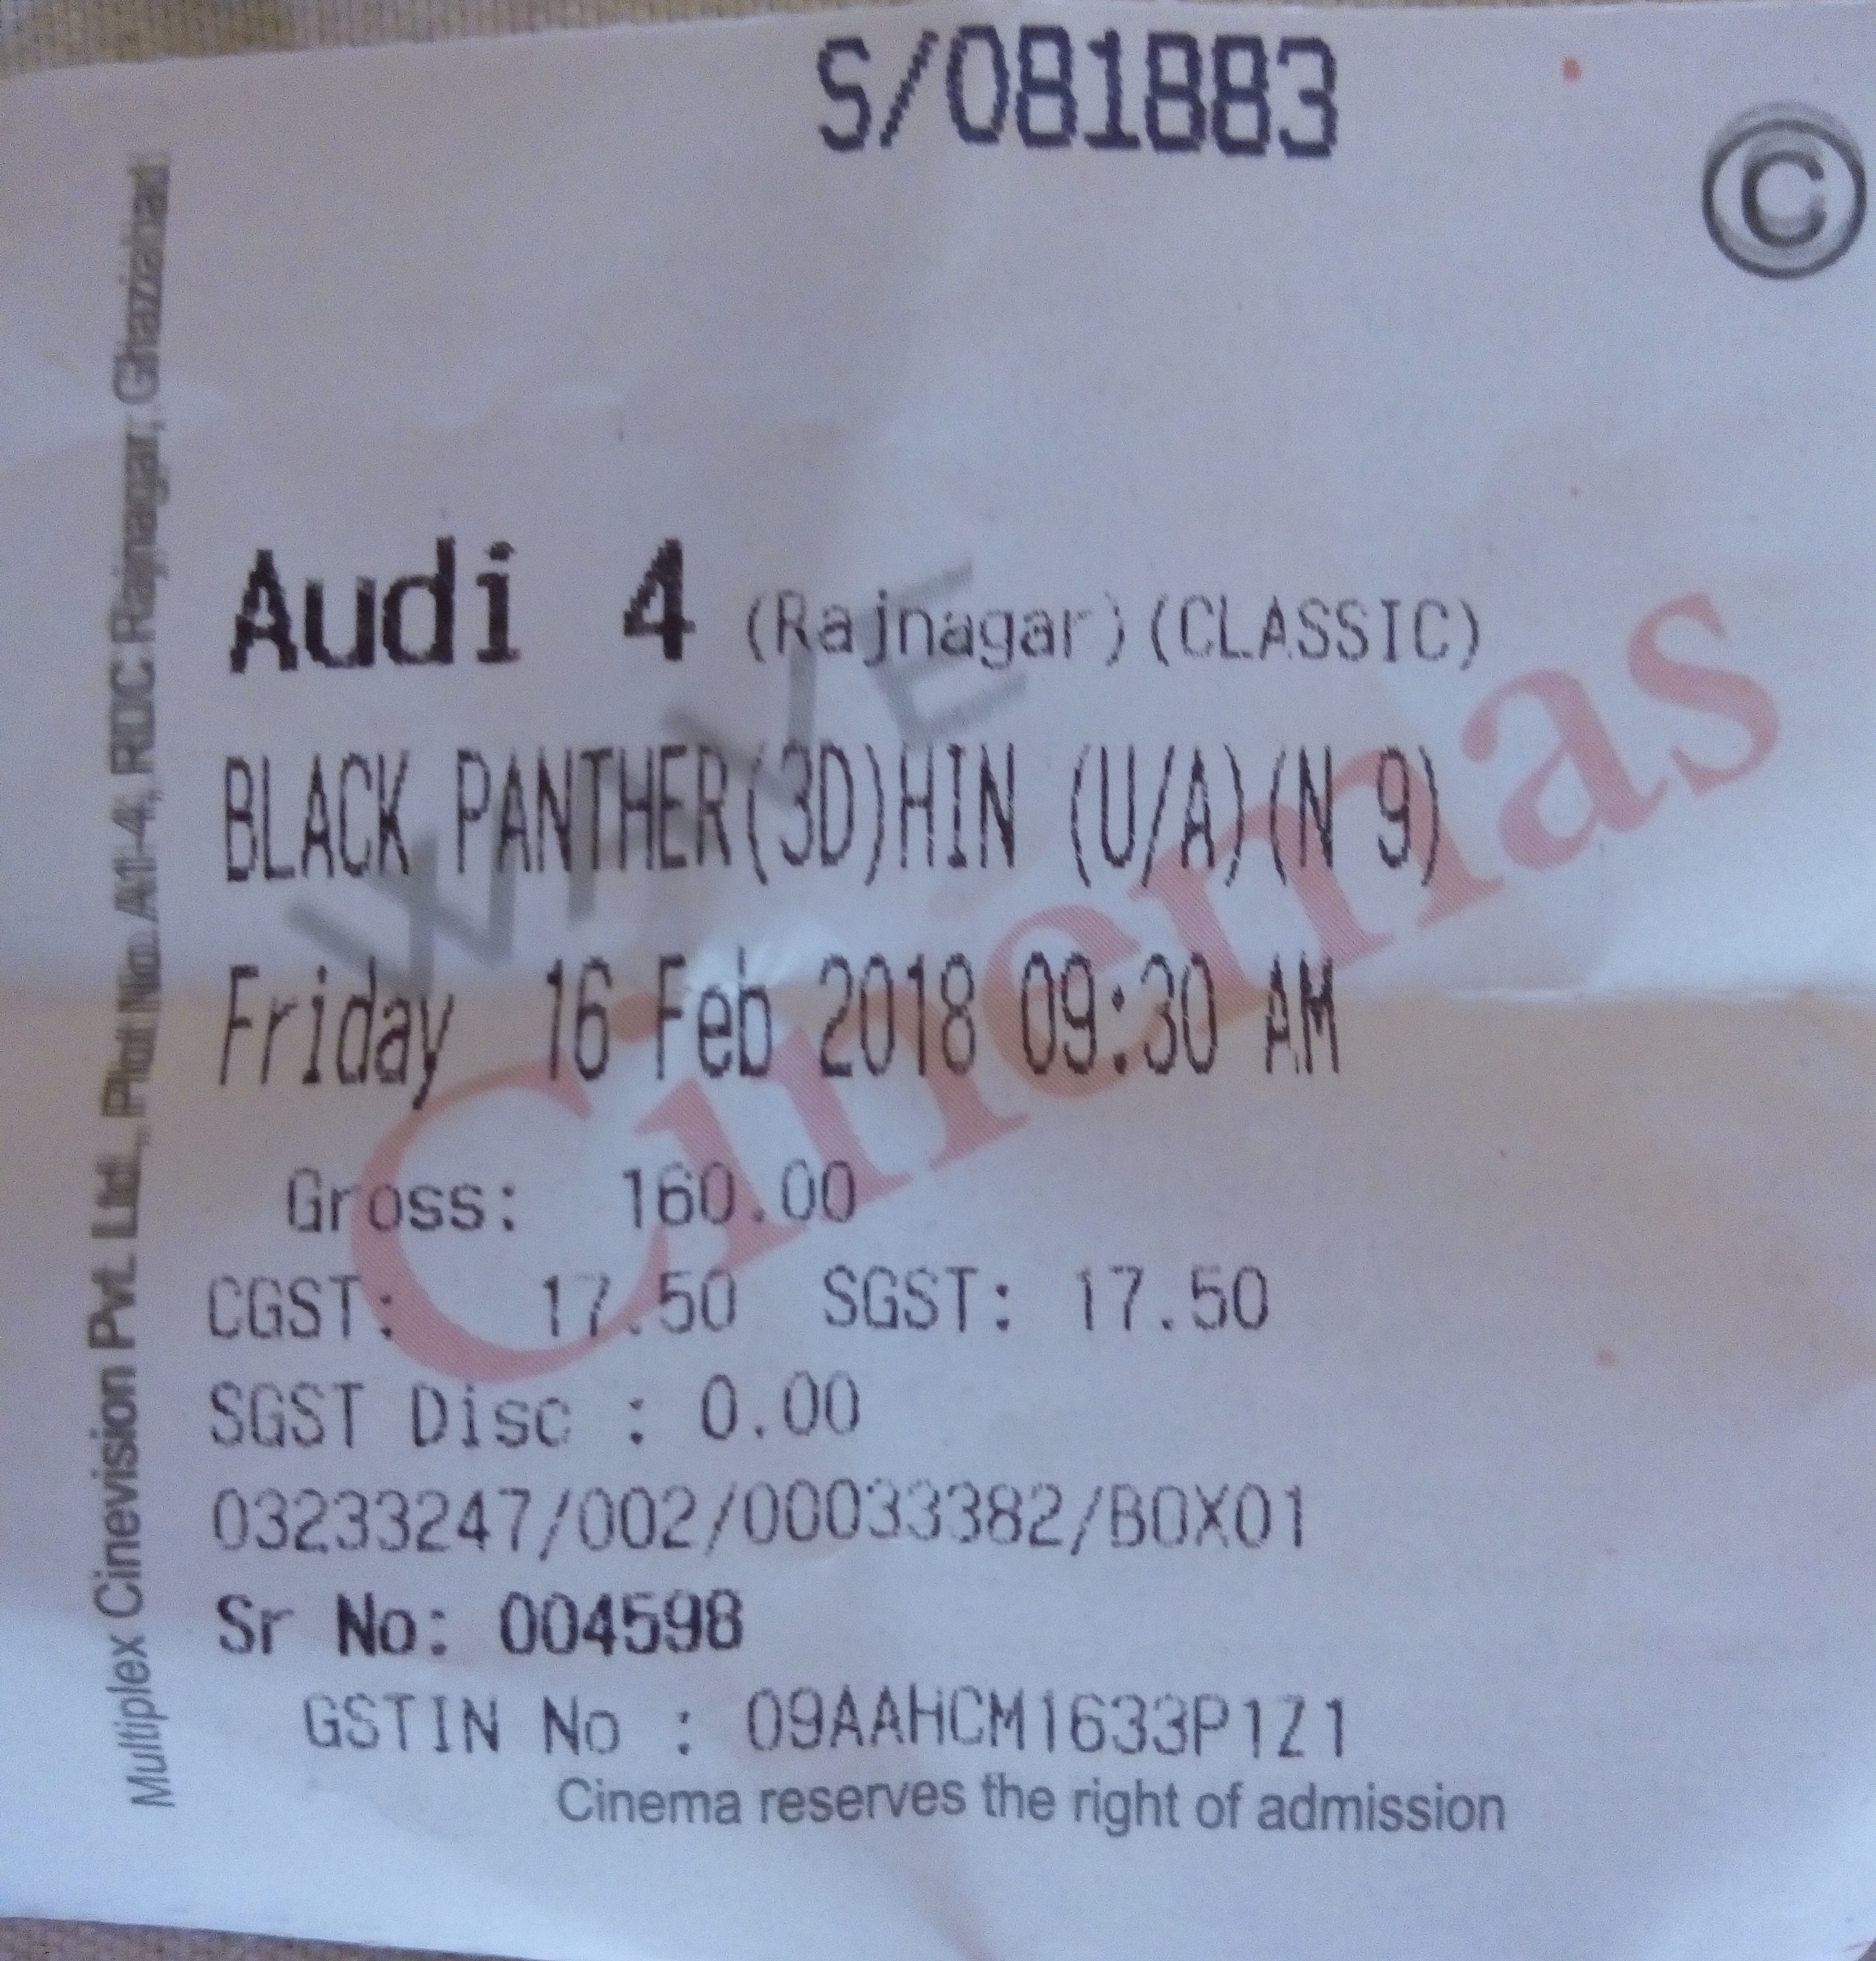 S/081883
©
Audi 4 (Rajnagar)(CLASSIC)
BLACK PANTHER(3D)HIN (U/A)(N 9)
Friday 16 Feb 2018 09:30 AM
Gross: 160.00
CGST: 17.50 SGST: 17.50
SGST Disc : 0.00
03233247/002/00033382/BOX01
Sr No: 004598
GSTIN No : 09AAHCM1633P1Z1
Cinema reserves the right of admission
Multiplex Cinevision Pvt. Ltd., Plot No. A1-4, RDC Rajnagar, Ghaziabad
WAVE
Cinemas